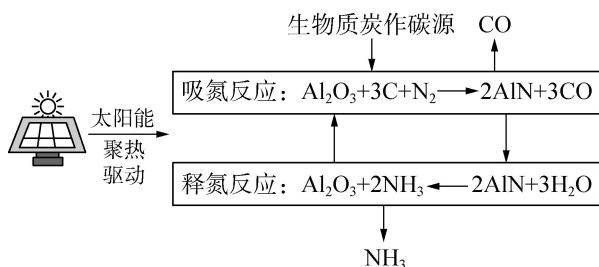 生物质炭作碳源 CO
吸氮反应：Al₂O₃+3C+N₂⟶2AlN+3CO
太阳能
聚热
驱动
释氮反应：Al₂O₃+2NH₃⟵2AlN+3H₂O
NH₃